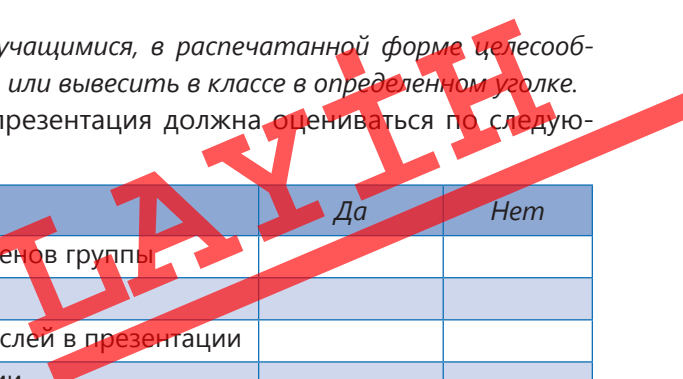 учащимися, в распечатанной форме целесооб-
или вывесить в классе в определенном уголке.
презентация должна оцениваться по следую-
Да Нет
енов группы
слей в презентации
LAYİH